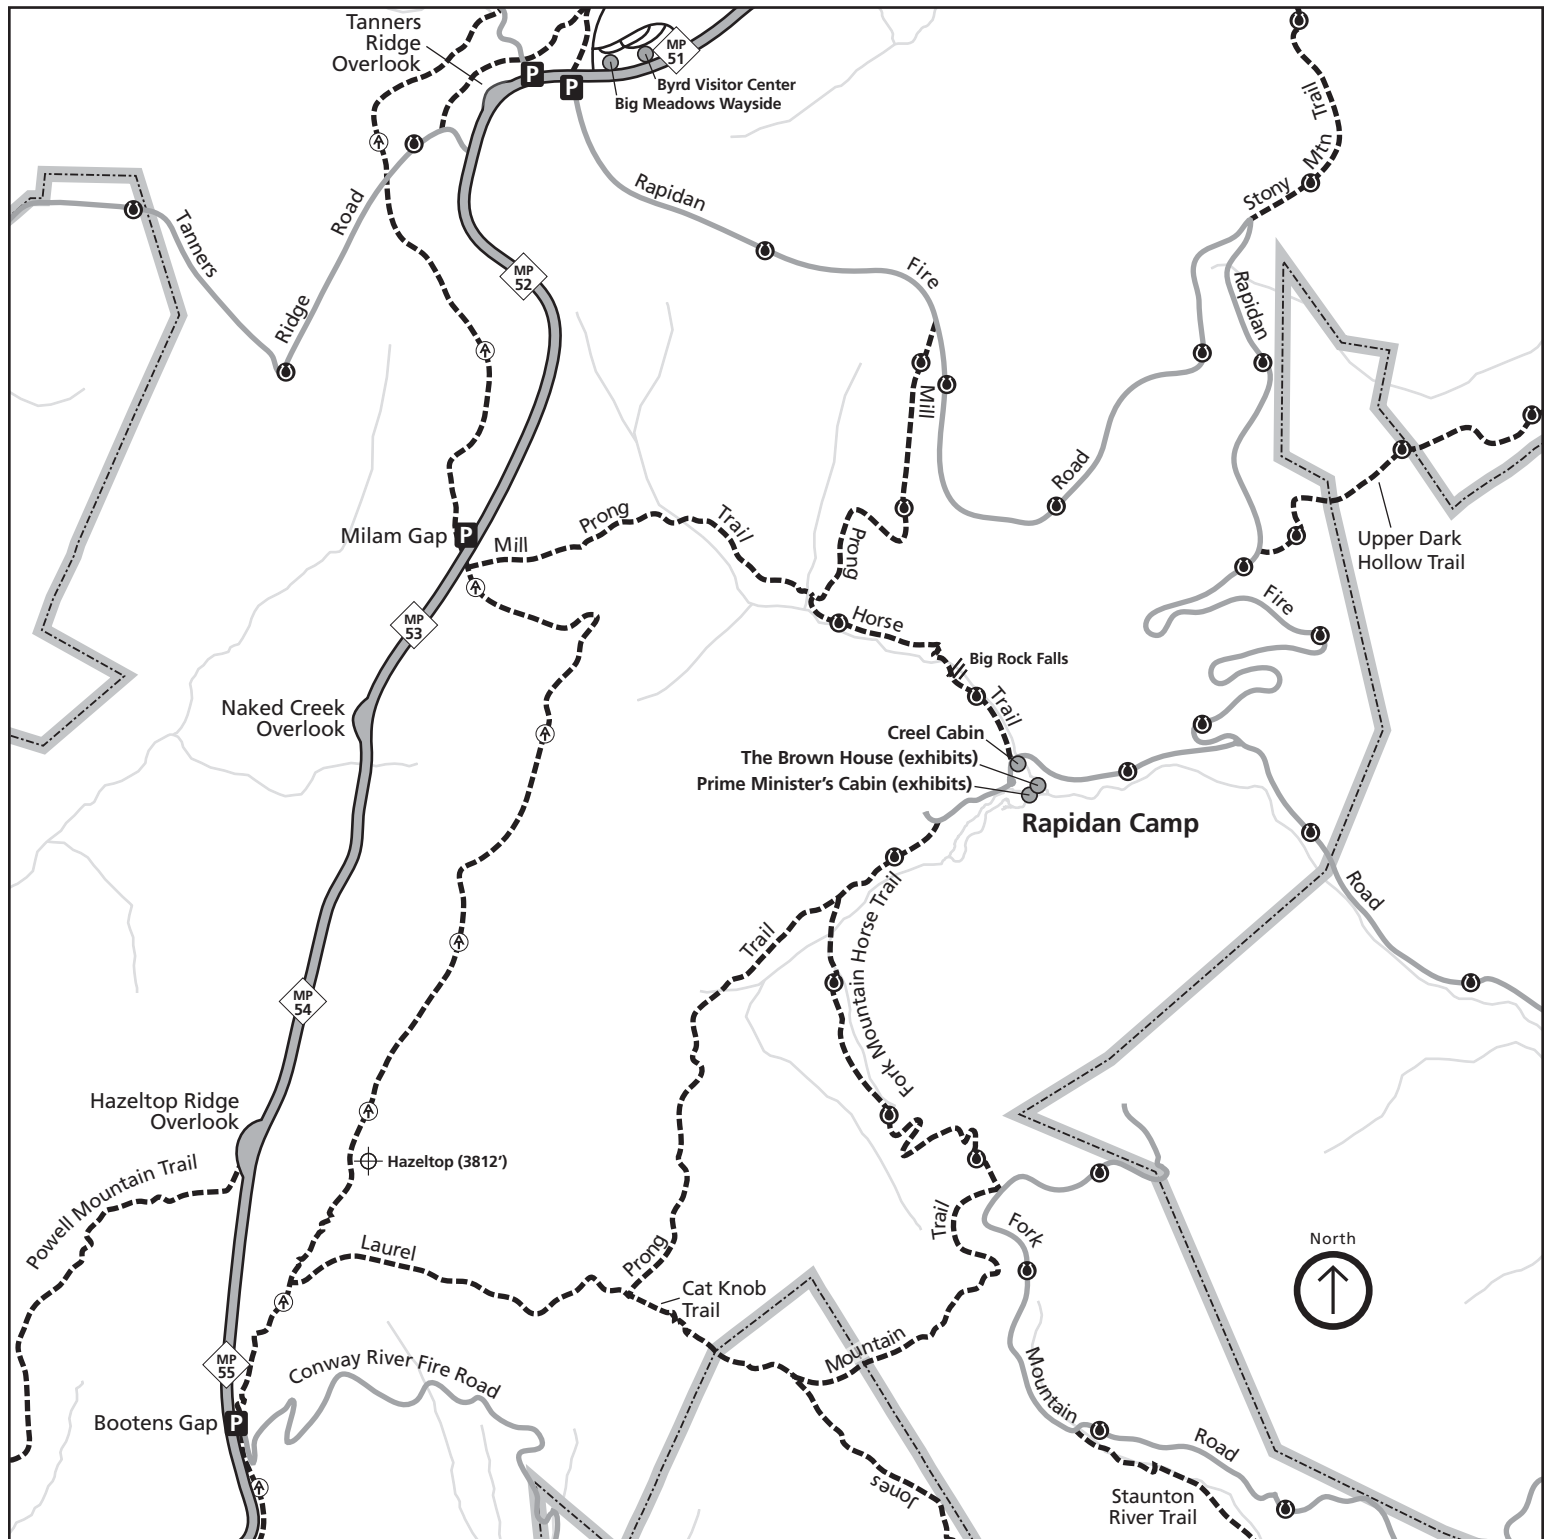 Tanners
Ridge
Overlook
P
P
MP
51
Byrd Visitor Center
Big Meadows Wayside
Stony Mtn Trail
Tanners Ridge Road
Rapidan Fire Road
MP
52
Rapidan Fire Road
Mill Prong Horse Trail
Milam Gap
P
Mill Prong Trail
Upper Dark
Hollow Trail
MP
53
Big Rock Falls
Naked Creek
Overlook
Creel Cabin
The Brown House (exhibits)
Prime Minister’s Cabin (exhibits)
Rapidan Camp
Fork Mountain Horse Trail
MP
54
Hazeltop Ridge
Overlook
Hazeltop (3812’)
Powell Mountain Trail
Laurel Prong Trail
Cat Knob
Trail
Fork Mountain Road
North
MP
55
Conway River Fire Road
Bootens Gap
P
Jones Mountain Trail
Staunton
River Trail